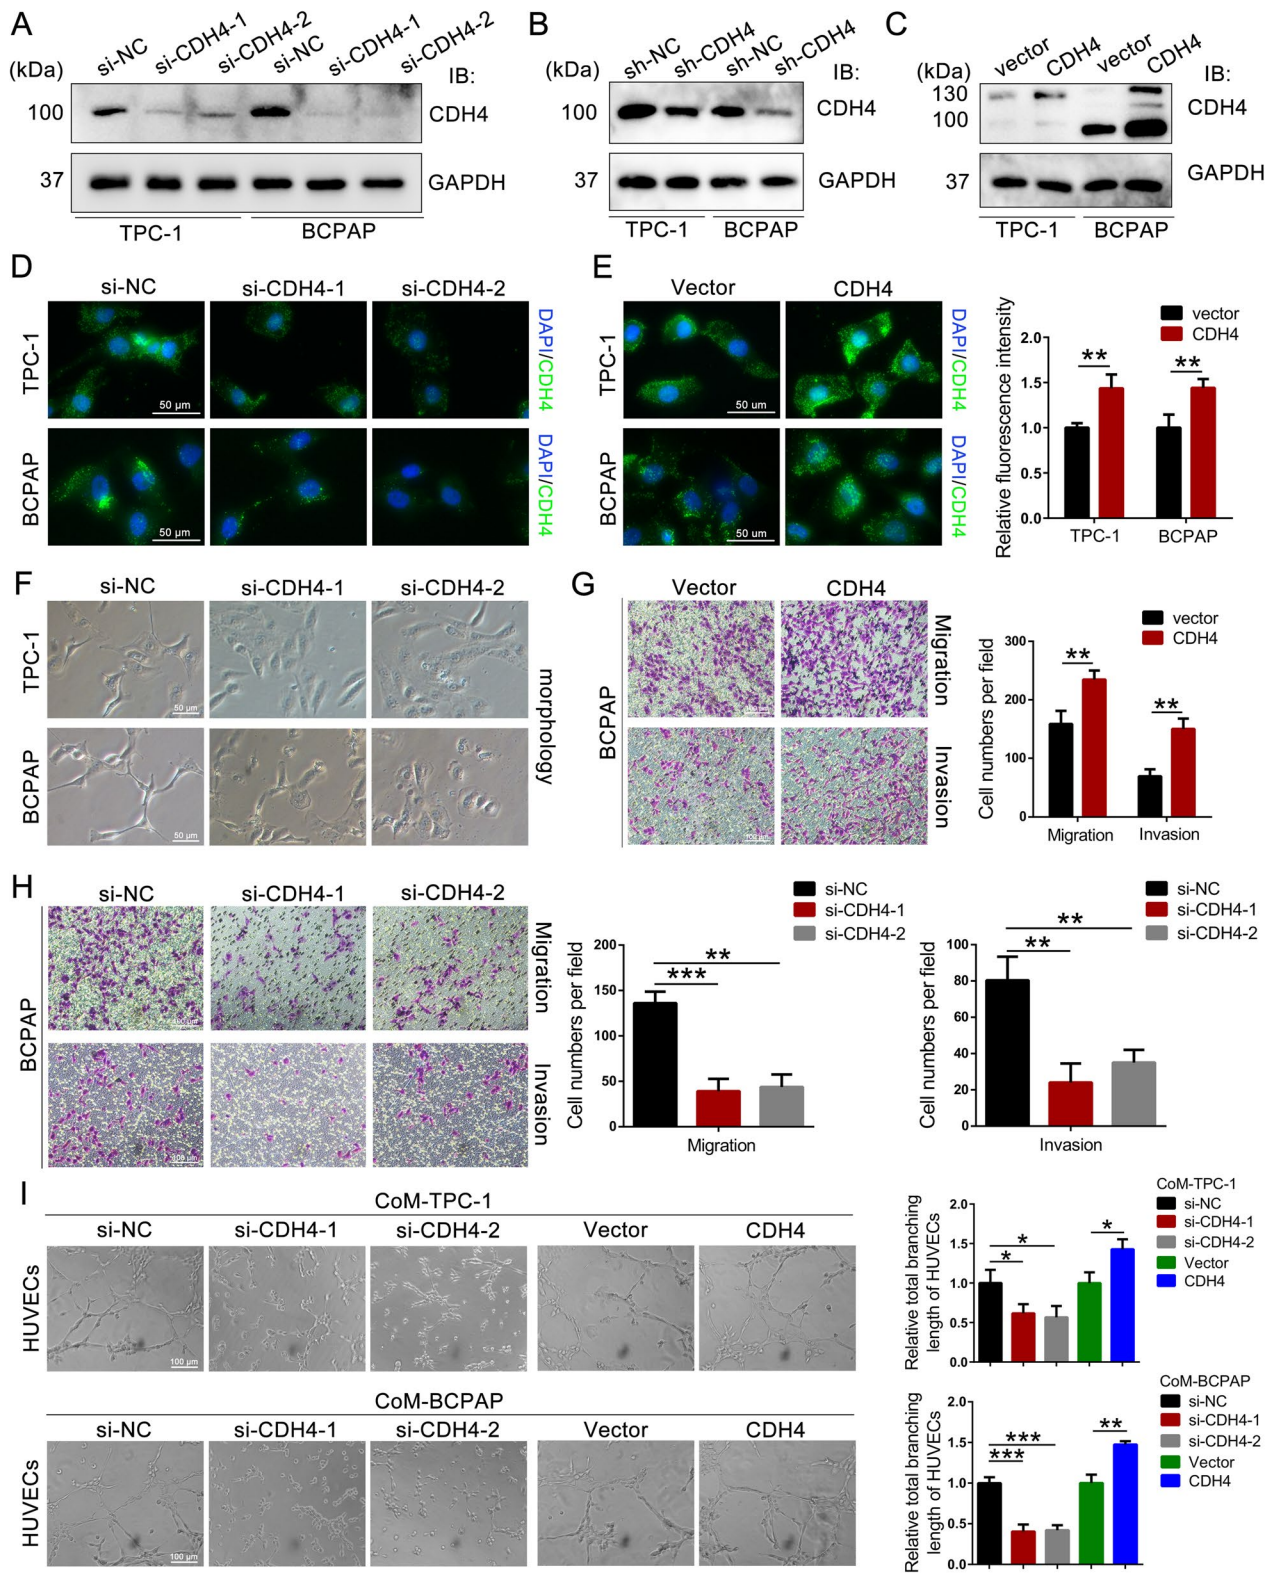 A
(kDa)
si-NC
si-CDH4-1
si-CDH4-2
si-NC
si-CDH4-1
si-CDH4-2
IB:
100
CDH4
37
GAPDH
TPC-1
BCPAP
B
(kDa)
sh-NC
sh-CDH4
sh-NC
sh-CDH4
IB:
100
CDH4
37
GAPDH
TPC-1
BCPAP
C
(kDa)
vector
CDH4
vector
CDH4
IB:
130
100
CDH4
37
GAPDH
TPC-1
BCPAP
D
si-NC
si-CDH4-1
si-CDH4-2
TPC-1
50 μm
DAPI/CDH4
BCPAP
50 μm
DAPI/CDH4
E
Vector
CDH4
TPC-1
50 um
DAPI/CDH4
BCPAP
50 um
DAPI/CDH4
vector
CDH4
Relative fluorescence intensity
2.0
1.5
1.0
0.5
0.0
**
**
TPC-1
BCPAP
F
si-NC
si-CDH4-1
si-CDH4-2
TPC-1
50 μm
BCPAP
50 μm
morphology
G
Vector
CDH4
BCPAP
Migration
100 μm
Invasion
100 μm
vector
CDH4
Cell numbers per field
300
200
100
0
**
**
Migration
Invasion
H
si-NC
si-CDH4-1
si-CDH4-2
BCPAP
Migration
100 μm
Invasion
100 μm
si-NC
si-CDH4-1
si-CDH4-2
Cell numbers per field
200
150
100
50
0
**
***
Migration
si-NC
si-CDH4-1
si-CDH4-2
Cell numbers per field
100
80
60
40
20
0
**
**
Invasion
I
CoM-TPC-1
si-NC
si-CDH4-1
si-CDH4-2
Vector
CDH4
HUVECs
100 μm
CoM-TPC-1
si-NC
si-CDH4-1
si-CDH4-2
Vector
CDH4
Relative total branching
length of HUVECs
2.0
1.5
1.0
0.5
0.0
*
*
*
CoM-BCPAP
si-NC
si-CDH4-1
si-CDH4-2
Vector
CDH4
HUVECs
100 μm
CoM-BCPAP
si-NC
si-CDH4-1
si-CDH4-2
Vector
CDH4
Relative total branching
length of HUVECs
2.0
1.5
1.0
0.5
0.0
***
***
**